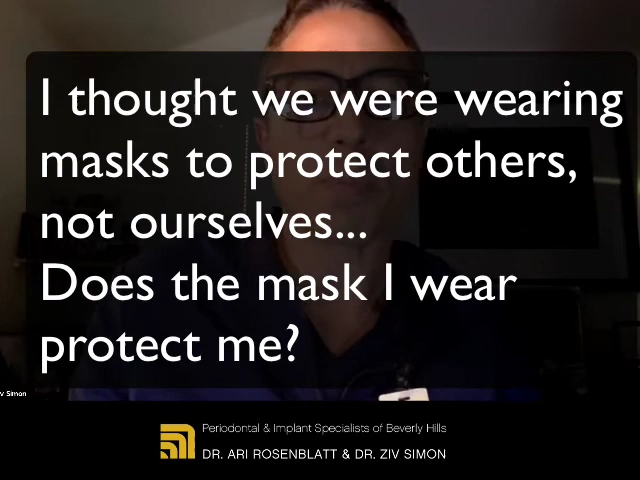 I thought we were wearing
masks to protect others,
not ourselves...
Does the mask I wear
protect me?
v Simon
Periodontal & Implant Specialists of Beverly Hills
DR. ARI ROSENBLATT & DR. ZIV SIMON